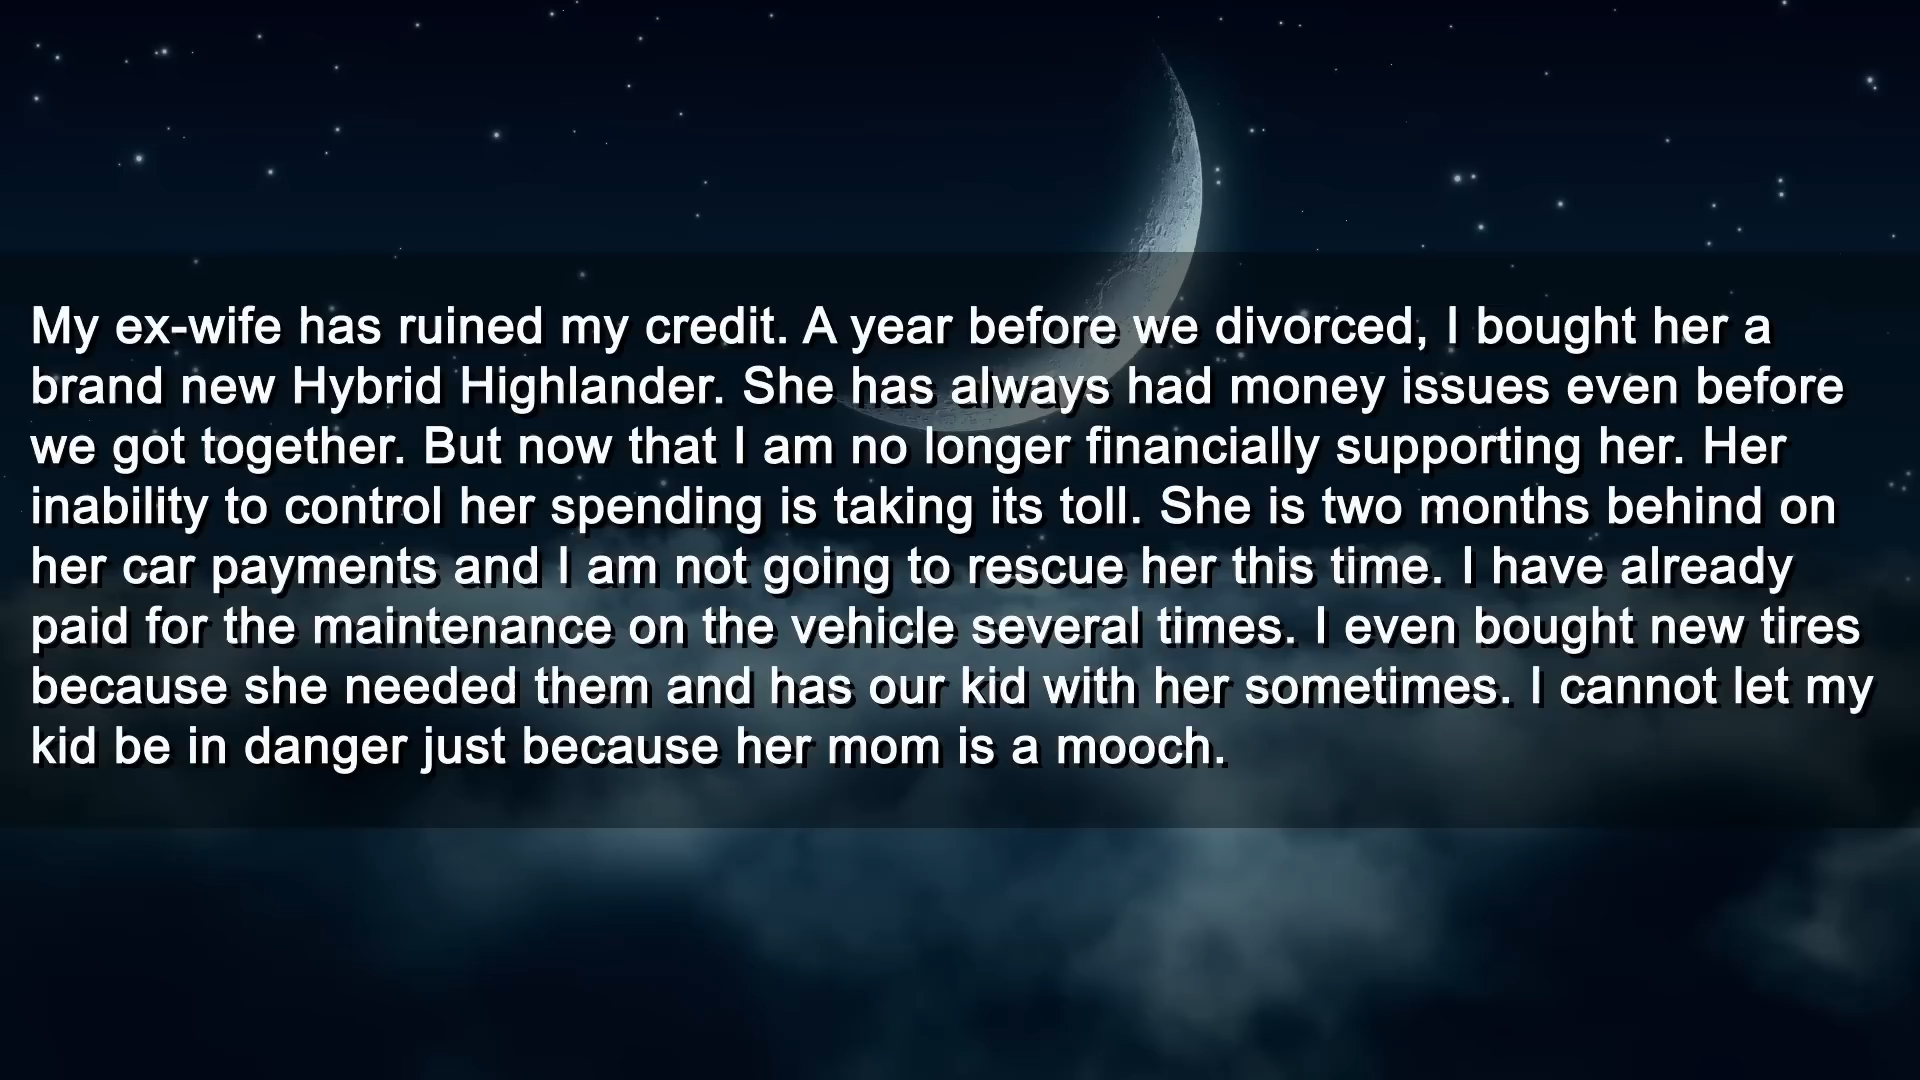 My ex-wife has ruined my credit. A year before we divorced, I bought her a
brand new Hybrid Highlander. She has always had money issues even before
we got together. But now that I am no longer financially supporting her. Her
inability to control her spending is taking its toll. She is two months behind on
her car payments and I am not going to rescue her this time. I have already
paid for the maintenance on the vehicle several times. I even bought new tires
because she needed them and has our kid with her sometimes. I cannot let my
kid be in danger just because her mom is a mooch.